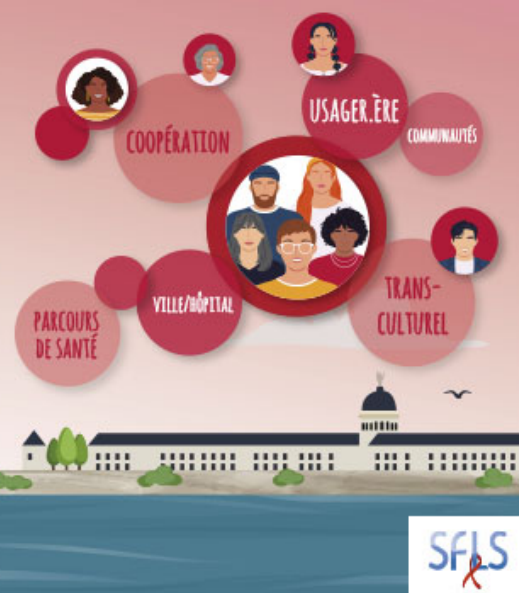 COOPÉRATION
USAGER.ÈRE
COMMUNAUTÉS
VILLE/HÔPITAL
TRANS-
CULTUREL
PARCOURS
DE SANTÉ
SFLS